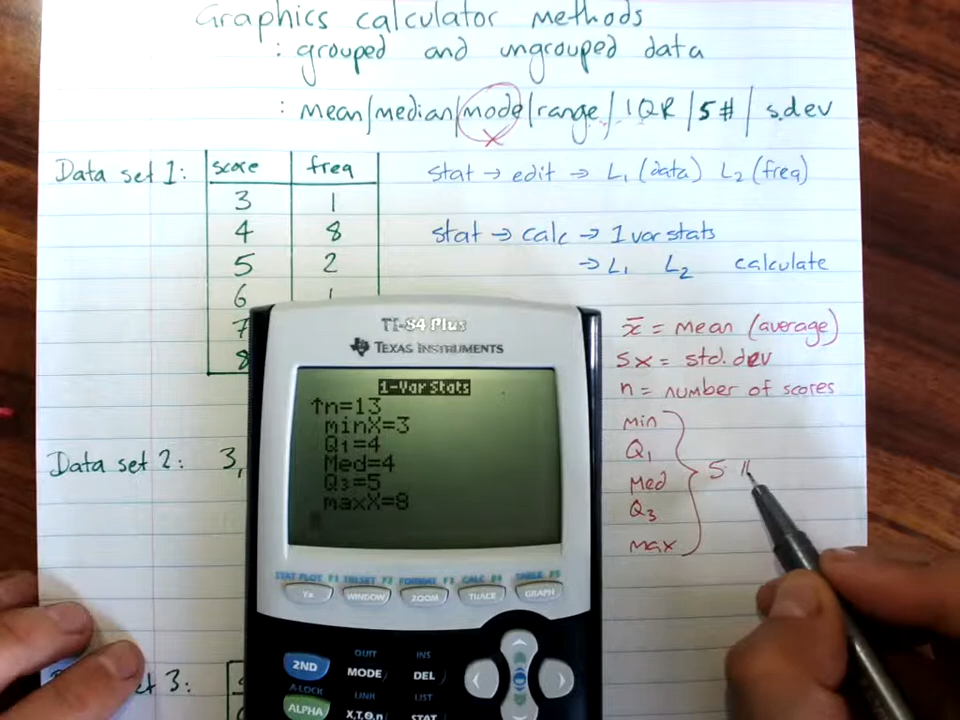 Graphics calculator methods
: grouped and ungrouped data
: mean/median/mode/range/IQR/5#/s.dev
Data set 1:
score freq
3 1
4 8
5 2
6 1
7
8
stat → edit → L1 (data) L2 (freq)
stat → calc → 1 var stats
→ L1 L2 calculate
x̄ = mean (average)
sx = std. dev
n = number of scores
min
Q1
Med
Q3
max
5
Data set 2: 3,
set 3:
TI-84 Plus
TEXAS INSTRUMENTS
1-Var Stats
↑n=13
minX=3
Q1=4
Med=4
Q3=5
maxX=8
STAT PLOT F1 TBLSET F2 FORMAT F3 CALC F4 TABLE F5
Y= WINDOW ZOOM TRACE GRAPH
QUIT INS
2ND MODE DEL
A-LOCK LINK LIST
ALPHA X,T,Θ,n STAT